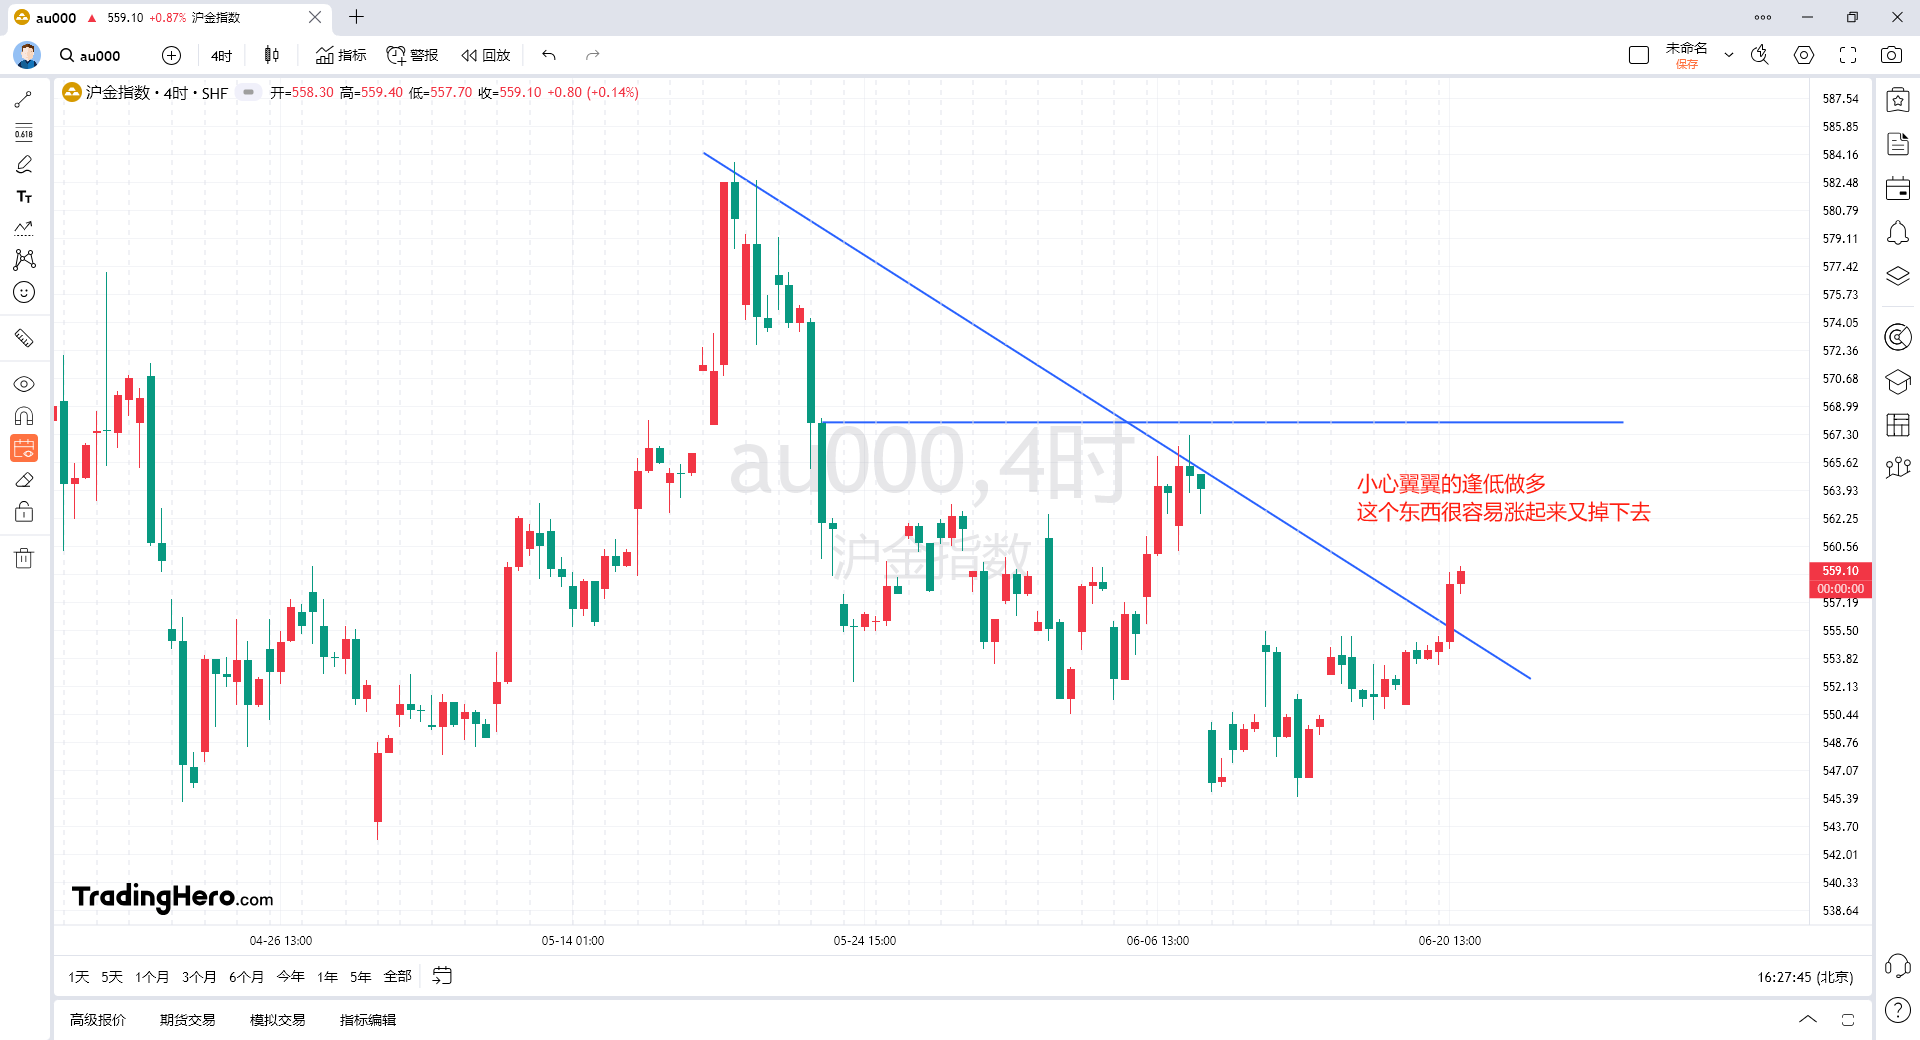 au000 ▲ 559.10 +0.87% 沪金指数
au000 4时 指标 警报 回放 未命名
保存
沪金指数 · 4时 · SHF 开=558.30 高=559.40 低=557.70 收=559.10 +0.80 (+0.14%)
0.618
TT
587.54
585.85
584.16
582.48
580.79
579.11
577.42
575.73
574.05
572.36
570.68
568.99
567.30
565.62
563.93
562.25
560.56
559.10
00:00:00
557.19
555.50
553.82
552.13
550.44
548.76
547.07
545.39
543.70
542.01
540.33
538.64
au000, 4时
沪金指数
小心翼翼的逢低做多
这个东西很容易涨起来又掉下去
TradingHero.com
04-26 13:00 05-14 01:00 05-24 15:00 06-06 13:00 06-20 13:00
1天 5天 1个月 3个月 6个月 今年 1年 5年 全部 16:27:45 (北京)
高级报价 期货交易 模拟交易 指标编辑